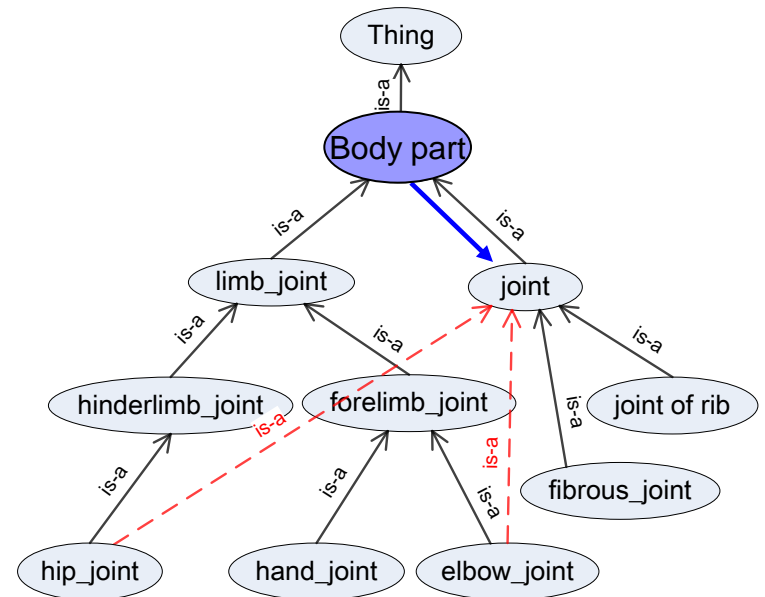 Thing
is-a
Body part
is-a
is-a
limb_joint
joint
is-a
is-a
is-a
hinderlimb_joint
forelimb_joint
joint of rib
is-a
is-a
is-a
is-a
is-a
is-a
fibrous_joint
hip_joint
hand_joint
elbow_joint